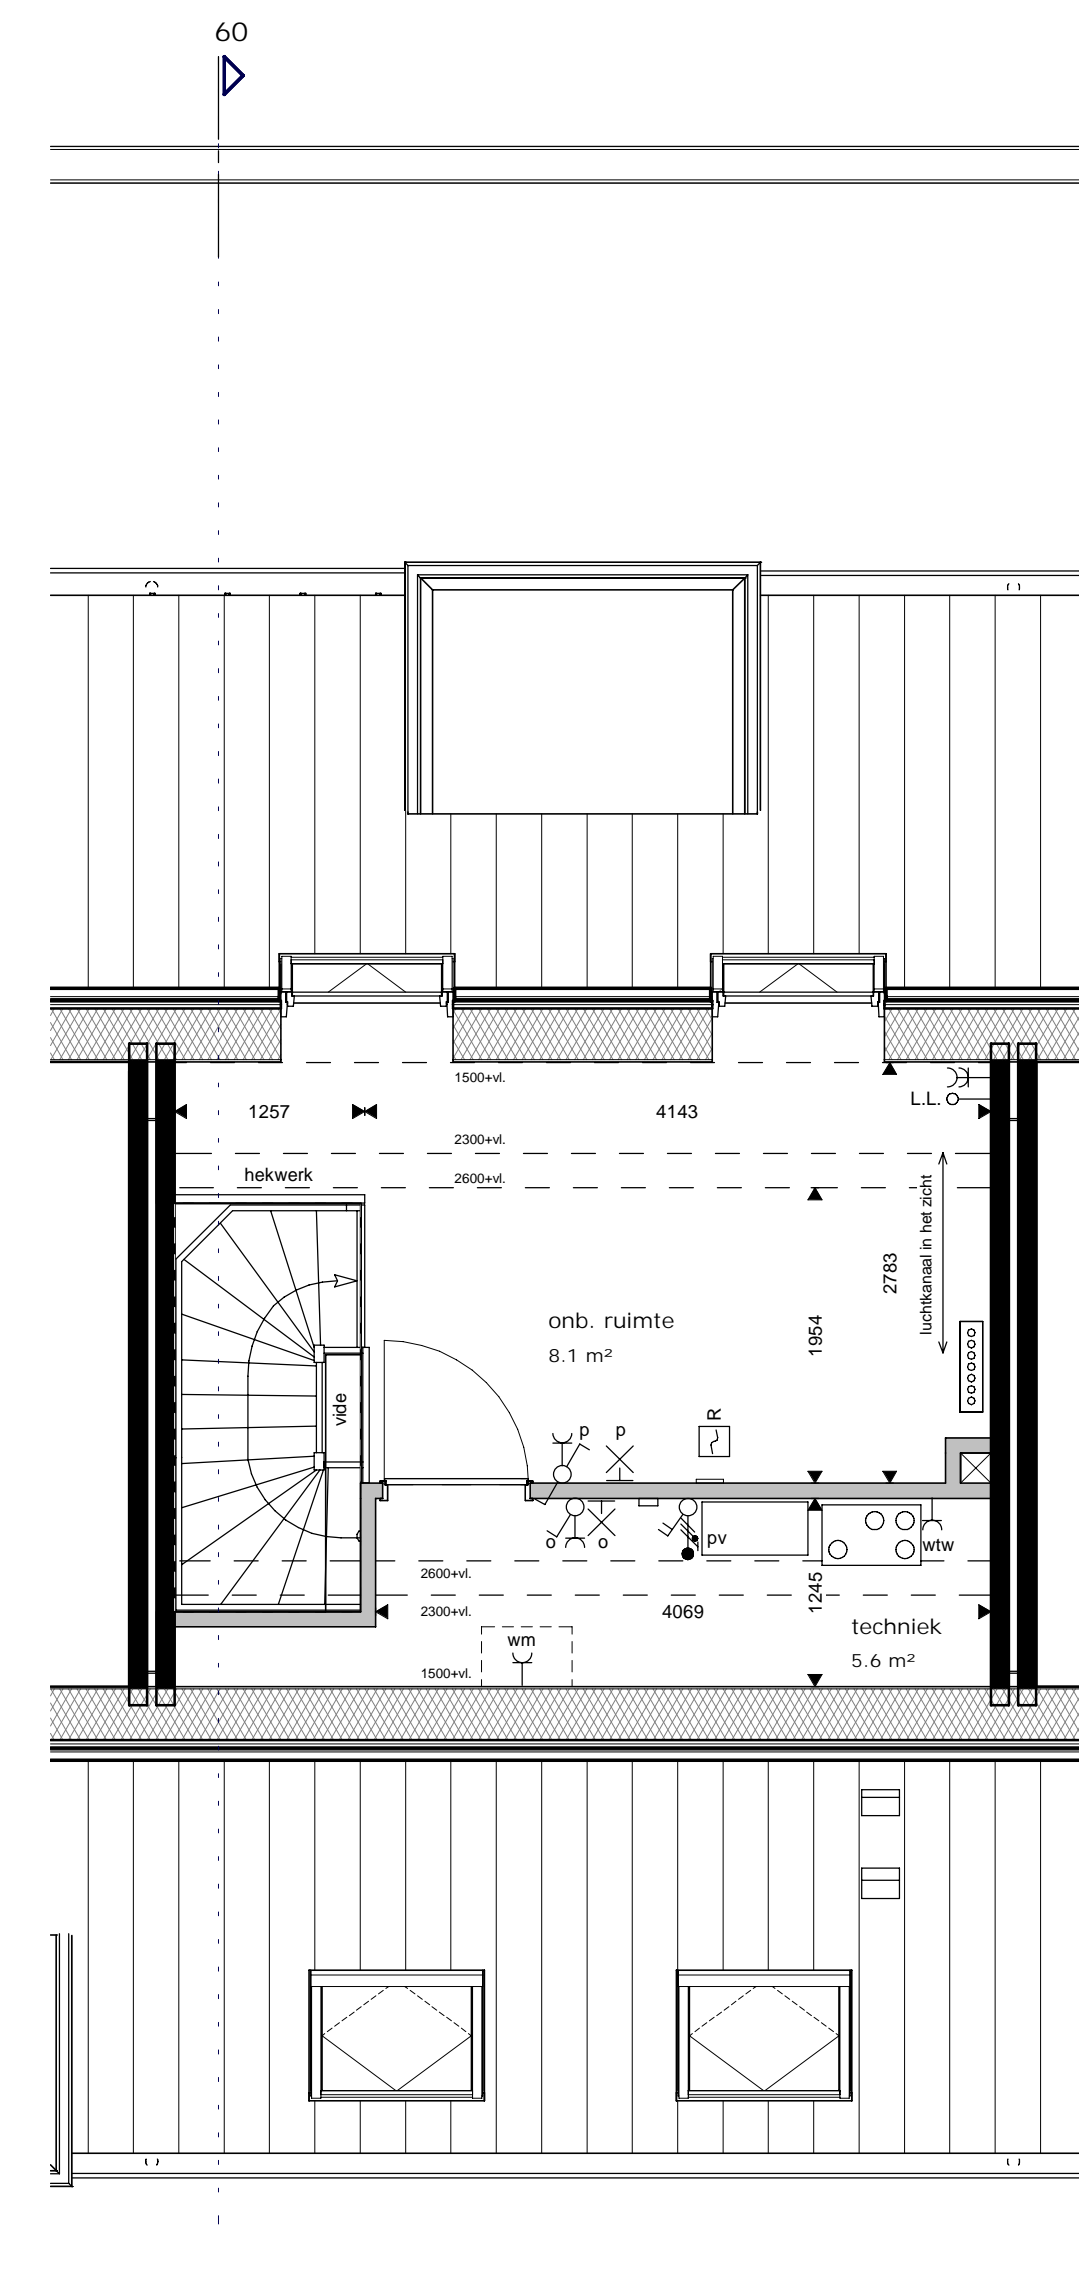 60
1500+vl.
L.L.
1257
4143
2300+vl.
hekwerk
2600+vl.
luchtkanaal in het zicht
2783
onb. ruimte
1954
8.1 m²
vide
R
p
p
o
o
pv
wtw
2600+vl.
1245
2300+vl.
4069
techniek
wm
5.6 m²
1500+vl.